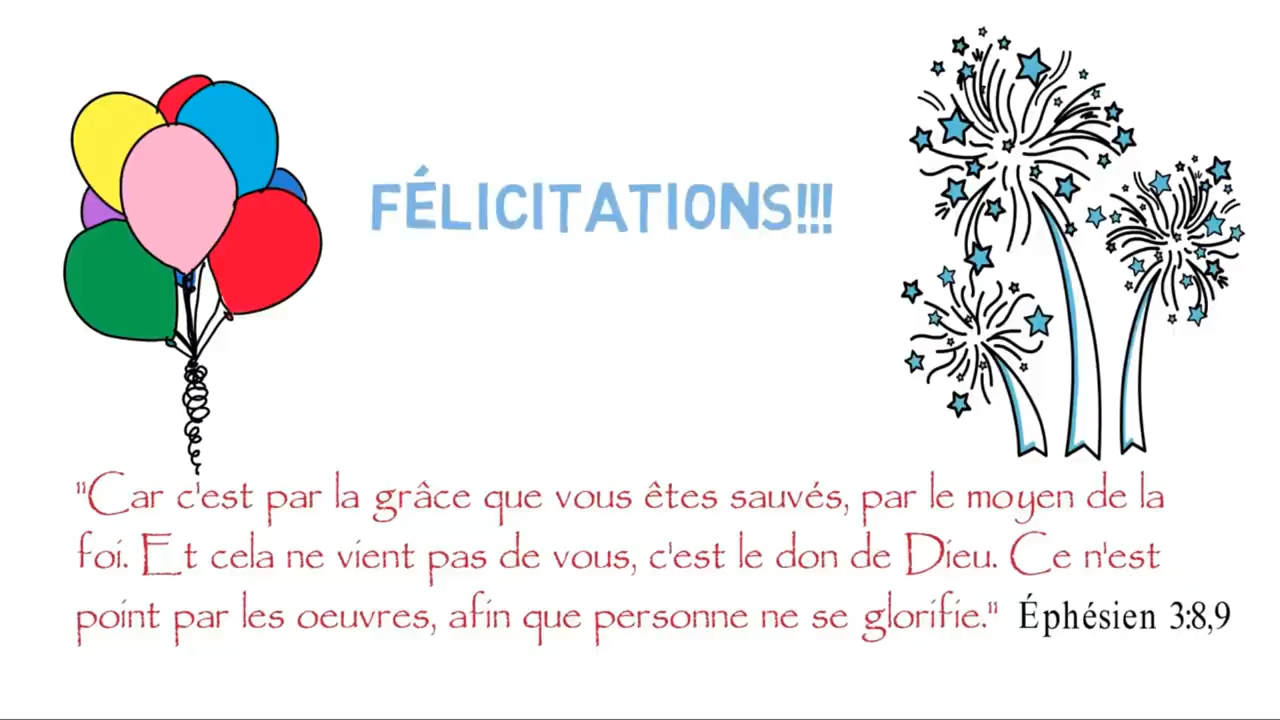 FÉLICITATIONS!!!
"Car c'est par la grâce que vous êtes sauvés, par le moyen de la
foi. Et cela ne vient pas de vous, c'est le don de Dieu. Ce n'est
point par les oeuvres, afin que personne ne se glorifie." Éphésien 3:8,9